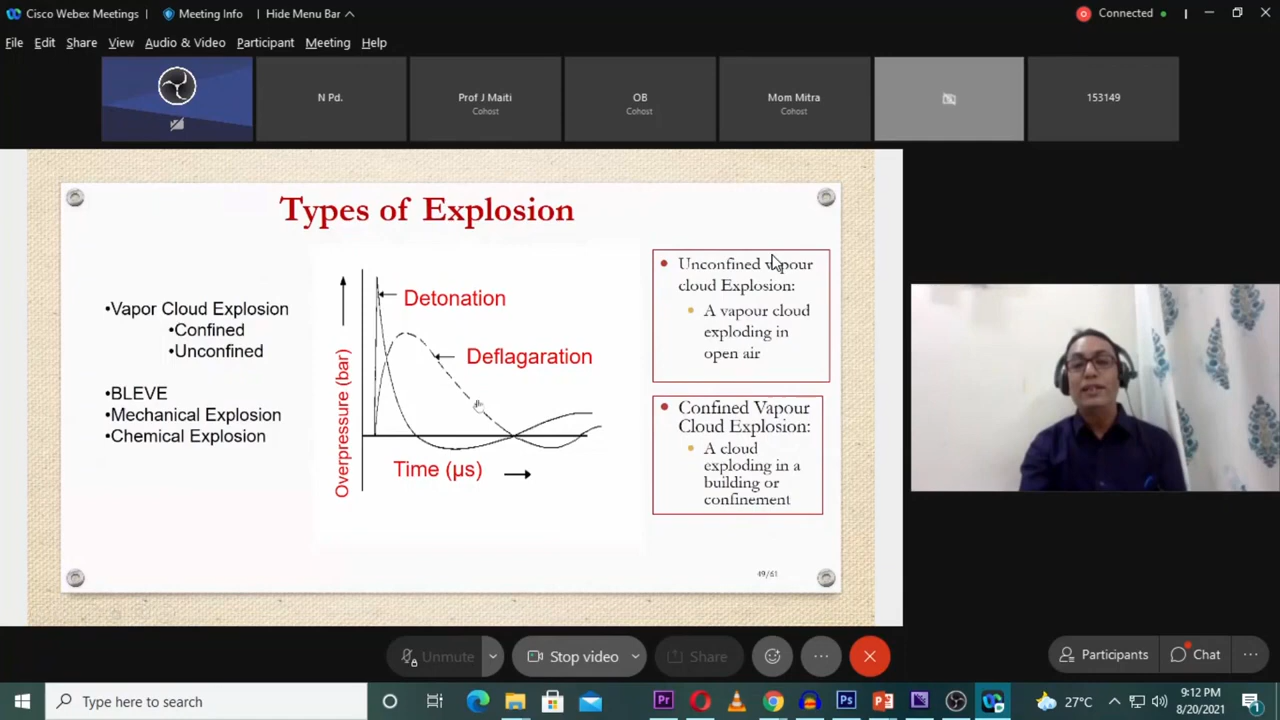 Cisco Webex Meetings | Meeting Info | Hide Menu Bar
Connected
File Edit Share View Audio & Video Participant Meeting Help
N Pd.
Prof J Maiti
Cohost
OB
Cohost
Mom Mitra
Cohost
153149
Types of Explosion
•Vapor Cloud Explosion
•Confined
•Unconfined
•BLEVE
•Mechanical Explosion
•Chemical Explosion
Overpressure (bar)
Detonation
Deflagaration
Time (µs)
• Unconfined vapour
cloud Explosion:
• A vapour cloud
exploding in
open air
• Confined Vapour
Cloud Explosion:
• A cloud
exploding in a
building or
confinement
49/61
Unmute
Stop video
Share
Participants
Chat
Type here to search
Pr
Ps
27°C
9:12 PM
8/20/2021
1